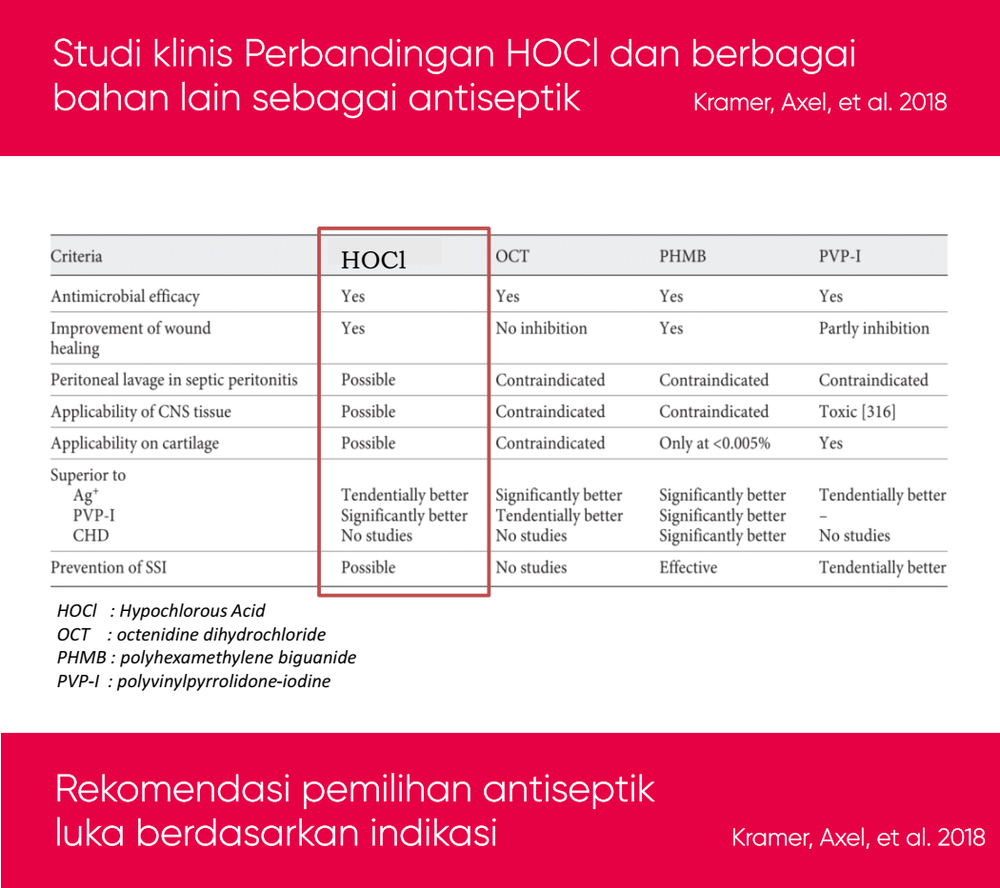 Studi klinis Perbandingan HOCl dan berbagai
bahan lain sebagai antiseptik Kramer, Axel, et al. 2018
Criteria HOCl OCT PHMB PVP-I
Antimicrobial efficacy Yes Yes Yes Yes
Improvement of wound Yes No inhibition Yes Partly inhibition
healing
Peritoneal lavage in septic peritonitis Possible Contraindicated Contraindicated Contraindicated
Applicability of CNS tissue Possible Contraindicated Contraindicated Toxic [316]
Applicability on cartilage Possible Contraindicated Only at <0.005% Yes
Superior to
Ag⁺ Tendentially better Significantly better Significantly better Tendentially better
PVP-I Significantly better Tendentially better Significantly better –
CHD No studies No studies Significantly better No studies
Prevention of SSI Possible No studies Effective Tendentially better
HOCl : Hypochlorous Acid
OCT : octenidine dihydrochloride
PHMB : polyhexamethylene biguanide
PVP-I : polyvinylpyrrolidone-iodine
Rekomendasi pemilihan antiseptik
luka berdasarkan indikasi Kramer, Axel, et al. 2018